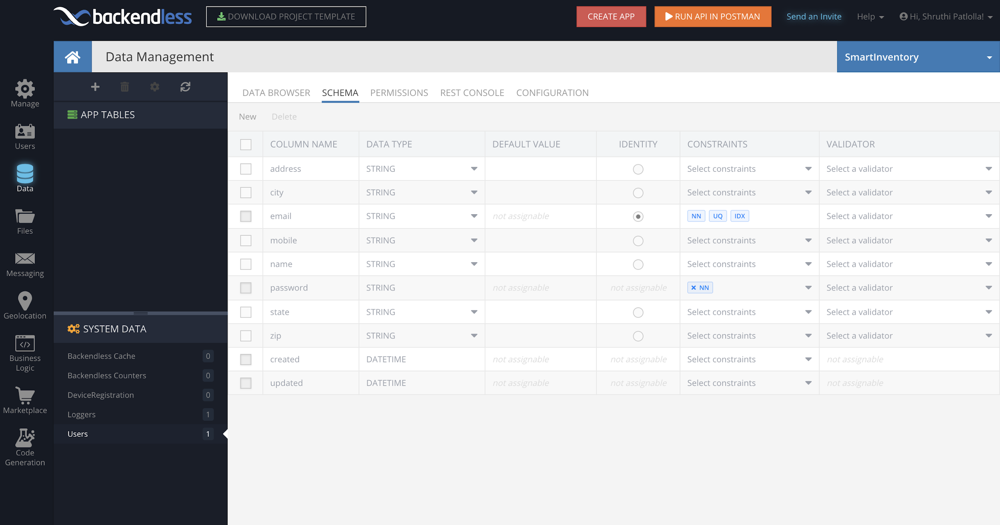 backendless
DOWNLOAD PROJECT TEMPLATE
CREATE APP
RUN API IN POSTMAN
Send an Invite
Help
Hi, Shruthi Patlolla!
Data Management
SmartInventory
Manage
Users
Data
Files
Messaging
Geolocation
Business
Logic
Marketplace
Code
Generation
APP TABLES
SYSTEM DATA
Backendless Cache 0
Backendless Counters 0
DeviceRegistration 0
Loggers 1
Users 1
DATA BROWSER SCHEMA PERMISSIONS REST CONSOLE CONFIGURATION
New Delete
COLUMN NAME DATA TYPE DEFAULT VALUE IDENTITY CONSTRAINTS VALIDATOR
address STRING Select constraints Select a validator
city STRING Select constraints Select a validator
email STRING not assignable NN UQ IDX Select a validator
mobile STRING Select constraints Select a validator
name STRING Select constraints Select a validator
password STRING not assignable not assignable × NN Select a validator
state STRING Select constraints Select a validator
zip STRING Select constraints Select a validator
created DATETIME not assignable not assignable Select constraints not assignable
updated DATETIME not assignable not assignable Select constraints not assignable